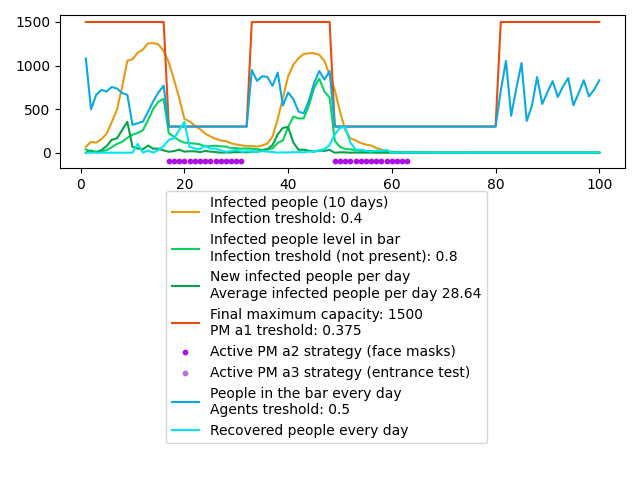 1500
1000
500
0
0
20
40
60
80
100
Infected people (10 days)
Infection treshold: 0.4
Infected people level in bar
Infection treshold (not present): 0.8
New infected people per day
Average infected people per day 28.64
Final maximum capacity: 1500
PM a1 treshold: 0.375
Active PM a2 strategy (face masks)
Active PM a3 strategy (entrance test)
People in the bar every day
Agents treshold: 0.5
Recovered people every day